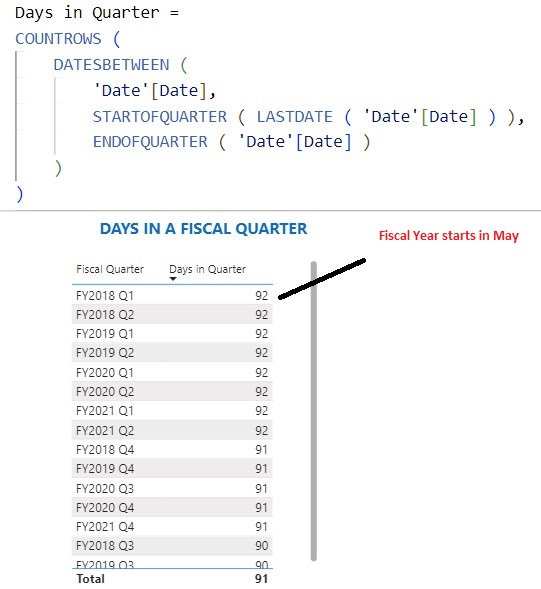 Days in Quarter =
COUNTROWS (
DATESBETWEEN (
'Date'[Date],
STARTOFQUARTER ( LASTDATE ( 'Date'[Date] ) ),
ENDOFQUARTER ( 'Date'[Date] )
)
)
DAYS IN A FISCAL QUARTER
Fiscal Year starts in May
Fiscal Quarter Days in Quarter
FY2018 Q1 92
FY2018 Q2 92
FY2019 Q1 92
FY2019 Q2 92
FY2020 Q1 92
FY2020 Q2 92
FY2021 Q1 92
FY2021 Q2 92
FY2018 Q4 91
FY2019 Q4 91
FY2020 Q3 91
FY2020 Q4 91
FY2021 Q4 91
FY2018 Q3 90
FY2019 Q3 90
Total 91